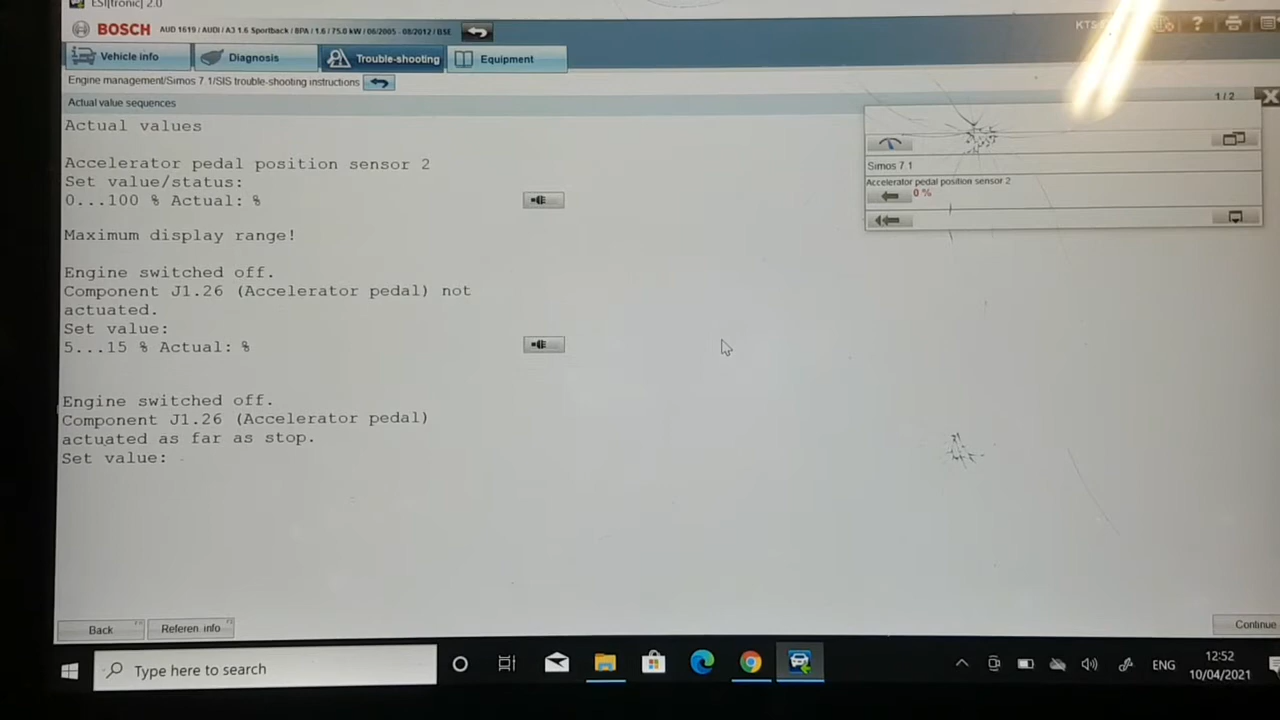 ESI[tronic] 2.0
BOSCH AUD 1619 / AUDI / A3 1.6 Sportback / 8PA / 1.6 / 75.0 kW / 06/2005 - 08/2012 / BSE
KTS
Vehicle info
Diagnosis
Trouble-shooting
Equipment
Engine management/Simos 7.1/SIS trouble-shooting instructions
Actual value sequences
1 / 2
Actual values
Accelerator pedal position sensor 2
Set value/status:
0...100 % Actual: %
Maximum display range!
Engine switched off.
Component J1.26 (Accelerator pedal) not
actuated.
Set value:
5...15 % Actual: %
Engine switched off.
Component J1.26 (Accelerator pedal)
actuated as far as stop.
Set value:
Simos 7.1
Accelerator pedal position sensor 2
0 %
Back
Referen info
Continue
Type here to search
ENG
12:52
10/04/2021